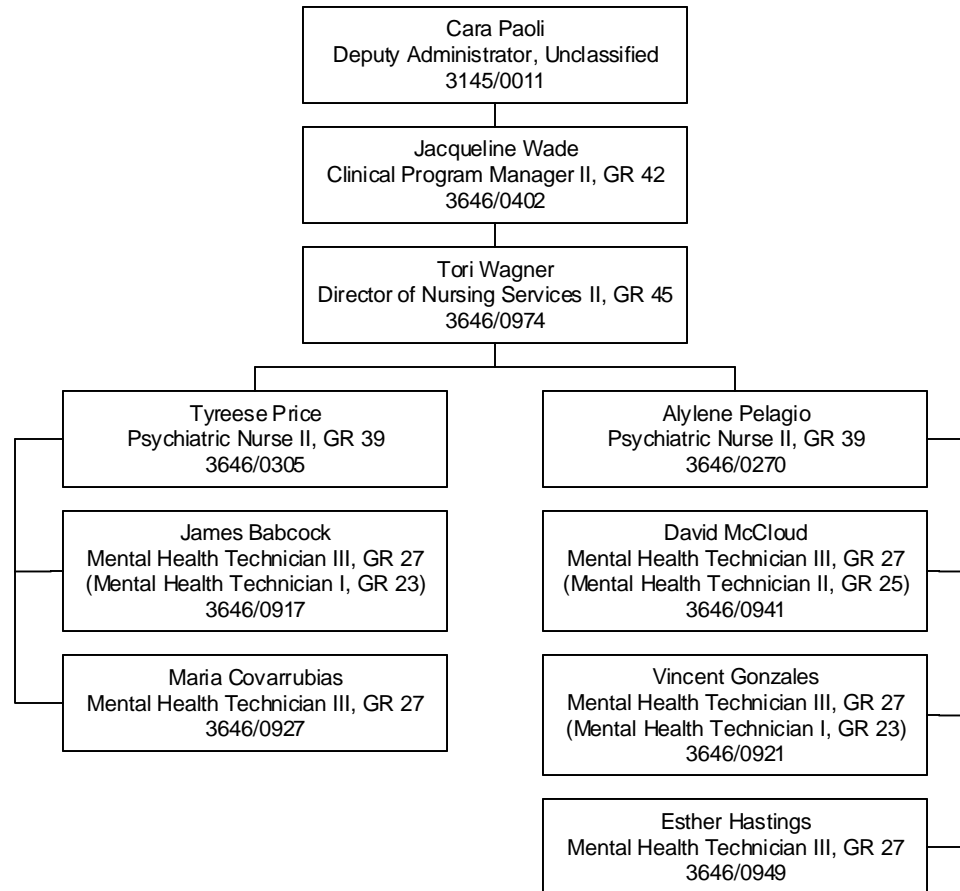 Cara Paoli
Deputy Administrator, Unclassified
3145/0011
Jacqueline Wade
Clinical Program Manager II, GR 42
3646/0402
Tori Wagner
Director of Nursing Services II, GR 45
3646/0974
Tyreese Price
Psychiatric Nurse II, GR 39
3646/0305
James Babcock
Mental Health Technician III, GR 27
(Mental Health Technician I, GR 23)
3646/0917
Maria Covarrubias
Mental Health Technician III, GR 27
3646/0927
Alylene Pelagio
Psychiatric Nurse II, GR 39
3646/0270
David McCloud
Mental Health Technician III, GR 27
(Mental Health Technician II, GR 25)
3646/0941
Vincent Gonzales
Mental Health Technician III, GR 27
(Mental Health Technician I, GR 23)
3646/0921
Esther Hastings
Mental Health Technician III, GR 27
3646/0949